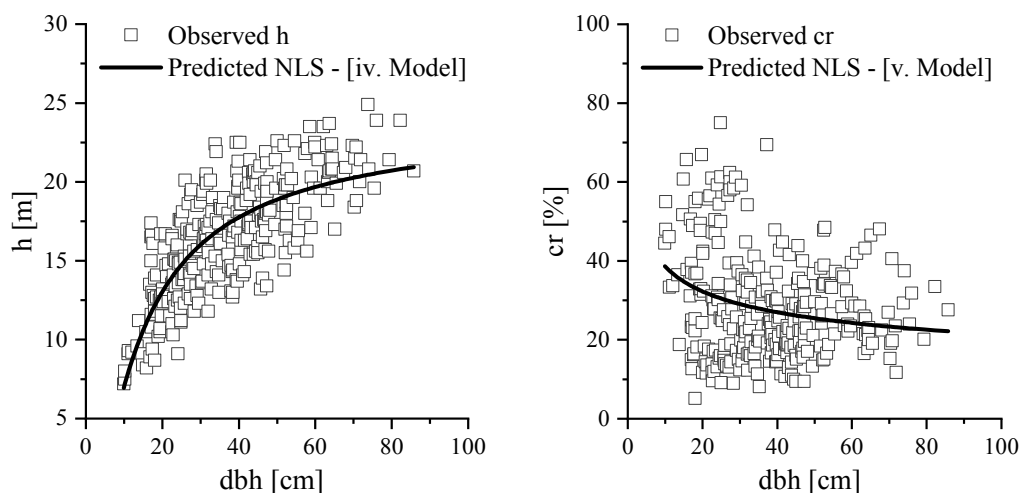 30
25
20
15
10
5
0 20 40 60 80 100
h [m]
dbh [cm]
Observed h
Predicted NLS - [iv. Model]
100
80
60
40
20
0
0 20 40 60 80 100
cr [%]
dbh [cm]
Observed cr
Predicted NLS - [v. Model]